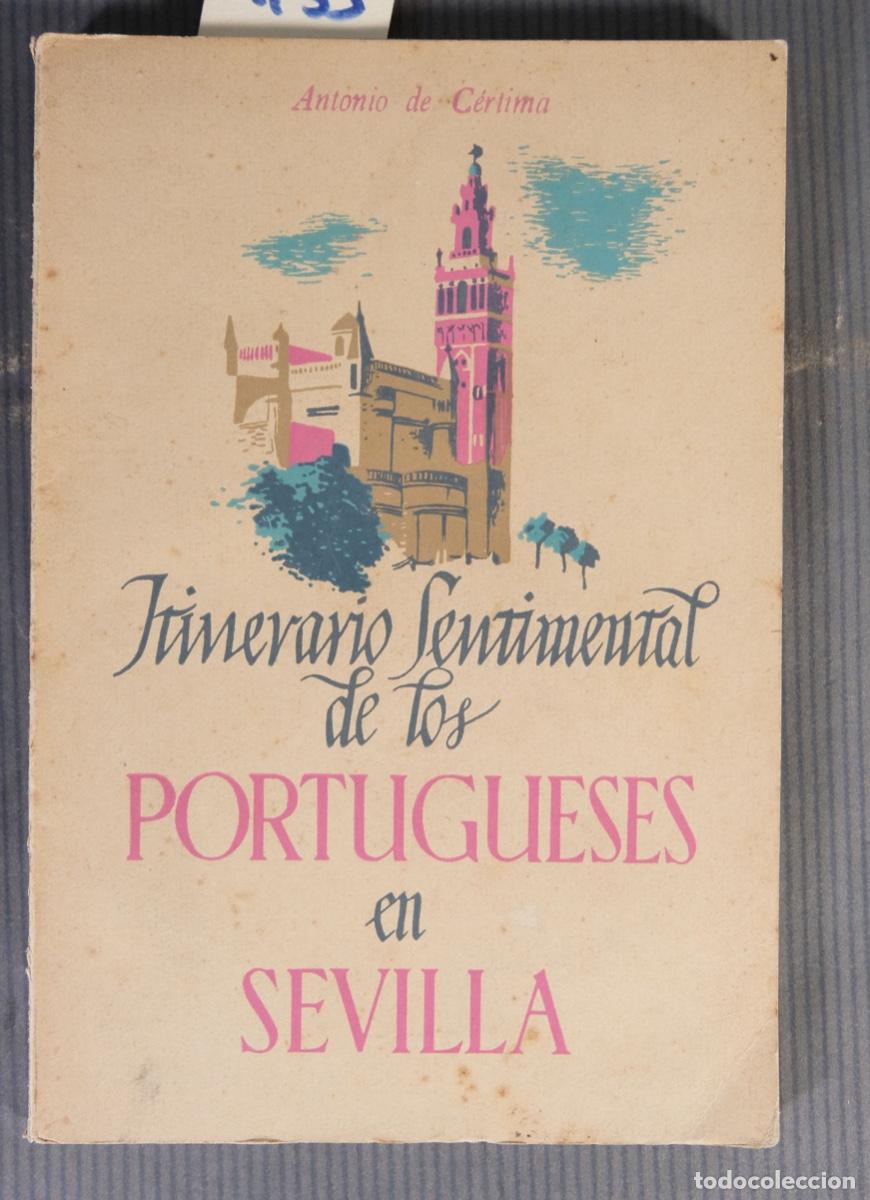 Antonio de Cértima
Itinerario Sentimental
de los
PORTUGUESES
en
SEVILLA
todocoleccion